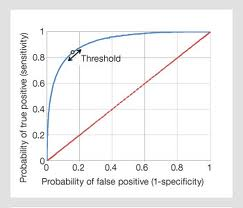 Probability of true positive (sensitivity)
1
0.8
0.6
0.4
0.2
0
Threshold
0 0.2 0.4 0.6 0.8 1
Probability of false positive (1-specificity)